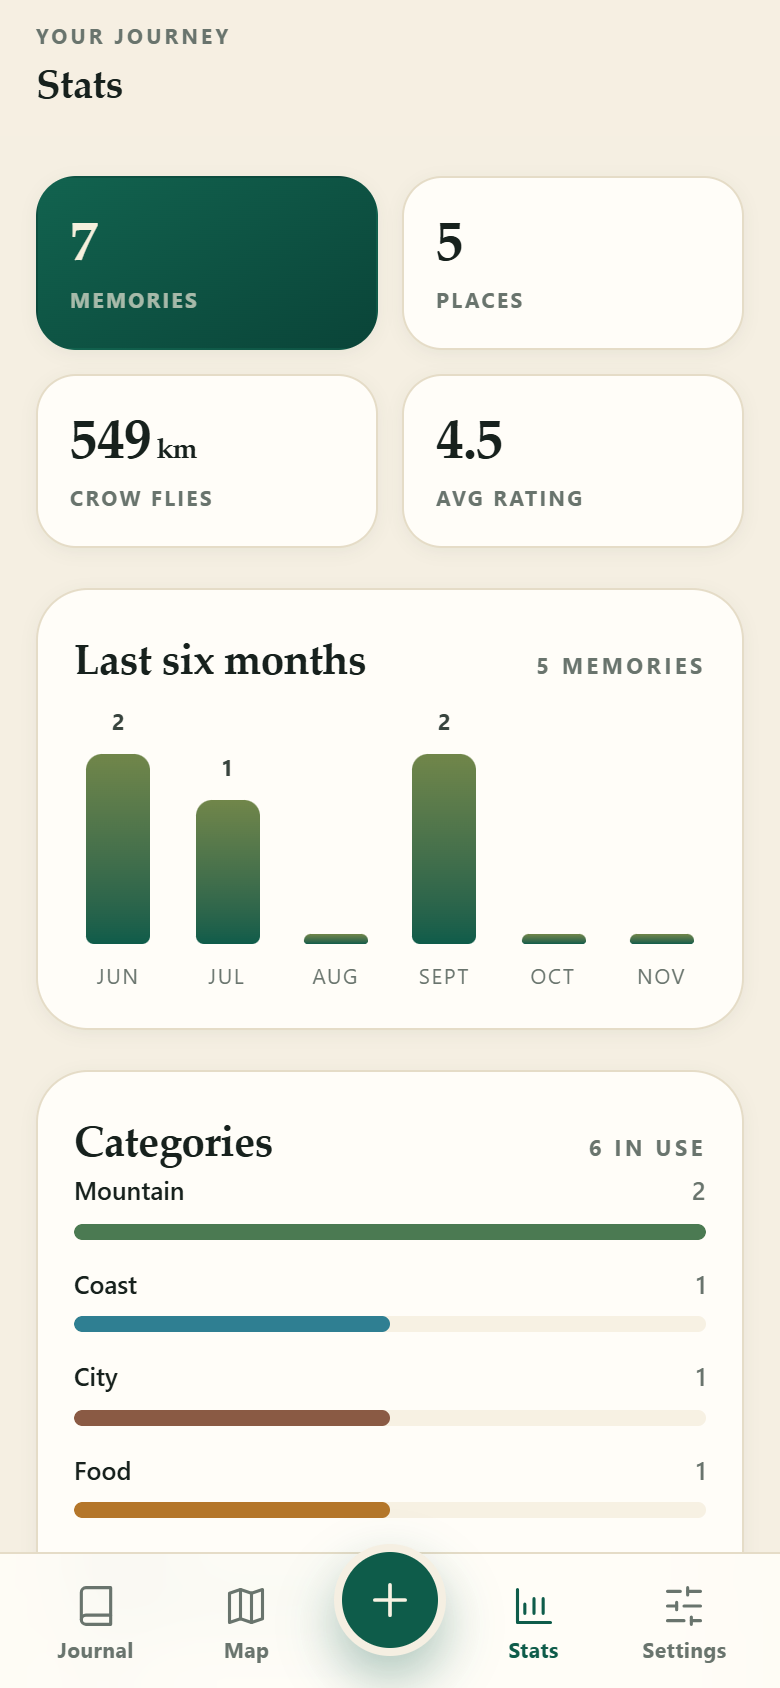 YOUR JOURNEY
Stats
7
MEMORIES
5
PLACES
549 km
CROW FLIES
4.5
AVG RATING
Last six months
5 MEMORIES
2
1
2
JUN
JUL
AUG
SEPT
OCT
NOV
Categories
6 IN USE
Mountain
2
Coast
1
City
1
Food
1
Journal
Map
Stats
Settings